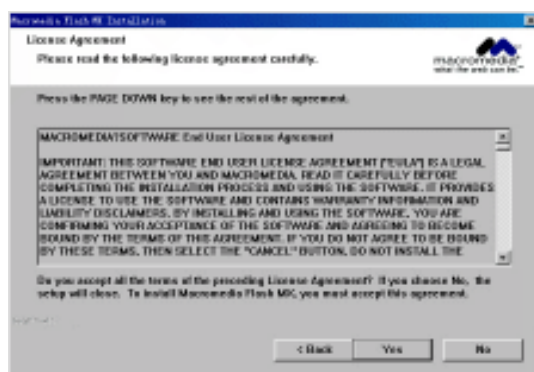 Macromedia Flash MX Installation
License Agreement
Please read the following license agreement carefully.
macromedia
what the web can be.™
Press the PAGE DOWN key to see the rest of the agreement.
MACROMEDIA® SOFTWARE End User License Agreement
IMPORTANT: THIS SOFTWARE END USER LICENSE AGREEMENT ("EULA") IS A LEGAL
AGREEMENT BETWEEN YOU AND MACROMEDIA. READ IT CAREFULLY BEFORE
COMPLETING THE INSTALLATION PROCESS AND USING THE SOFTWARE. IT PROVIDES
A LICENSE TO USE THE SOFTWARE AND CONTAINS WARRANTY INFORMATION AND
LIABILITY DISCLAIMERS. BY INSTALLING AND USING THE SOFTWARE, YOU ARE
CONFIRMING YOUR ACCEPTANCE OF THE SOFTWARE AND AGREEING TO BECOME
BOUND BY THE TERMS OF THIS AGREEMENT. IF YOU DO NOT AGREE TO BE BOUND
BY THESE TERMS, THEN SELECT THE "CANCEL" BUTTON. DO NOT INSTALL THE
Do you accept all the terms of the preceding License Agreement? If you choose No, the
setup will close. To install Macromedia Flash MX, you must accept this agreement.
< Back
Yes
No